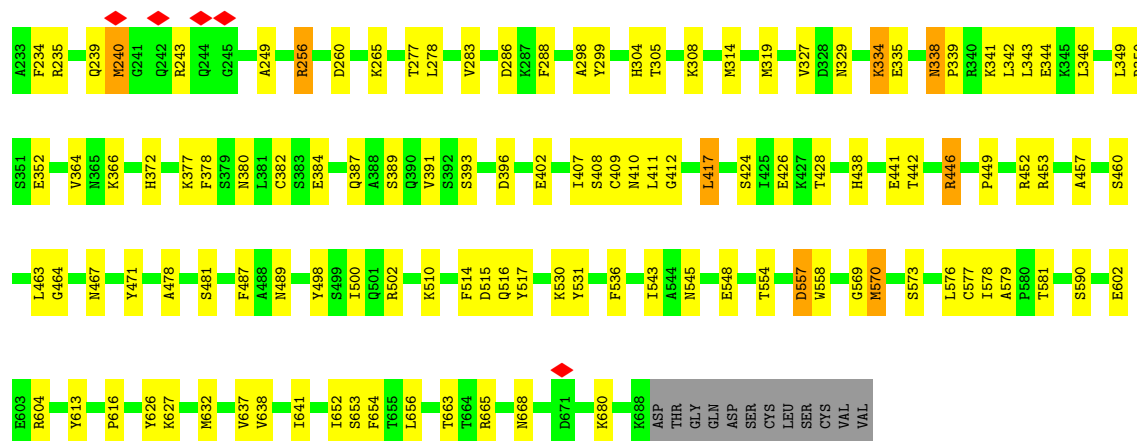 A233 F234 R235 Q239 M240 G241 Q242 R243 Q244 G245 A249 R256 D260 K265 T277 L278 V283 D286 K287 F288 A298 Y299 H304 T305 K308 M314 M319 V327 D328 N329 K334 E335 N338 P339 R340 K341 L342 L343 E344 K345 L346 L349
S351 E352 V364 N365 K366 H372 K377 F378 S379 N380 L381 C382 S383 E384 Q387 A388 S389 Q390 V391 S392 S393 D396 E402 I407 S408 C409 N410 L411 G412 L417 S424 I425 E426 K427 T428 H438 E441 T442 R446 P449 R452 R453 A457 S460
L463 G464 N467 Y471 A478 S481 F487 A488 N489 Y498 S499 I500 Q501 R502 K510 F514 D515 Q516 Y517 K530 Y531 F536 I543 A544 N545 E548 T554 D557 W558 G569 M570 S573 L576 C577 I578 A579 P580 T581 S590 E602
E603 R604 Y613 P616 Y626 K627 M632 V637 V638 I641 I652 S653 F654 T655 L656 T663 T664 R665 N668 D671 K680 K688 ASP THR GLY GLN ASP SER CYS LEU SER CYS VAL VAL